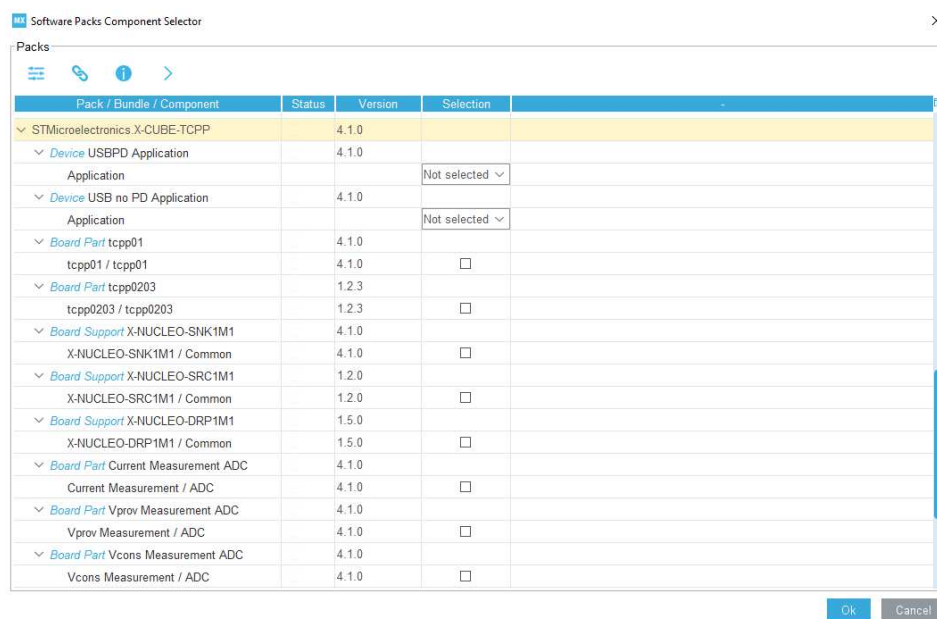 MX Software Packs Component Selector
Packs
Pack / Bundle / Component Status Version Selection -
STMicroelectronics.X-CUBE-TCPP 4.1.0
Device USBPD Application 4.1.0
Application Not selected
Device USB no PD Application 4.1.0
Application Not selected
Board Part tcpp01 4.1.0
tcpp01 / tcpp01 4.1.0
Board Part tcpp0203 1.2.3
tcpp0203 / tcpp0203 1.2.3
Board Support X-NUCLEO-SNK1M1 4.1.0
X-NUCLEO-SNK1M1 / Common 4.1.0
Board Support X-NUCLEO-SRC1M1 1.2.0
X-NUCLEO-SRC1M1 / Common 1.2.0
Board Support X-NUCLEO-DRP1M1 1.5.0
X-NUCLEO-DRP1M1 / Common 1.5.0
Board Part Current Measurement ADC 4.1.0
Current Measurement / ADC 4.1.0
Board Part Vprov Measurement ADC 4.1.0
Vprov Measurement / ADC 4.1.0
Board Part Vcons Measurement ADC 4.1.0
Vcons Measurement / ADC 4.1.0
Ok Cancel